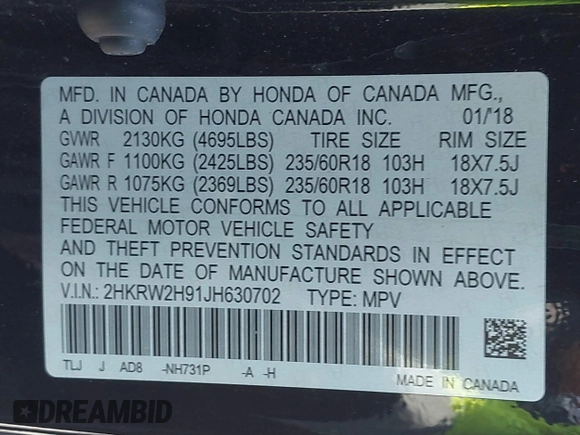 MFD. IN CANADA BY HONDA OF CANADA MFG.,
A DIVISION OF HONDA CANADA INC. 01/'18
GVWR 2130KG (4695LBS) TIRE SIZE RIM SIZE
GAWR F 1100KG (2425LBS) 235/60R18 103H 18X7.5J
GAWR R 1075KG (2369LBS) 235/60R18 103H 18X7.5J
THIS VEHICLE CONFORMS TO ALL APPLICABLE
FEDERAL MOTOR VEHICLE SAFETY
AND THEFT PREVENTION STANDARDS IN EFFECT
ON THE DATE OF MANUFACTURE SHOWN ABOVE.
V.I.N.: 2HKRW2H91JH630702 TYPE: MPV
TLJ J AD8 -NH731P -A -H
MADE IN CANADA
DREAMBID